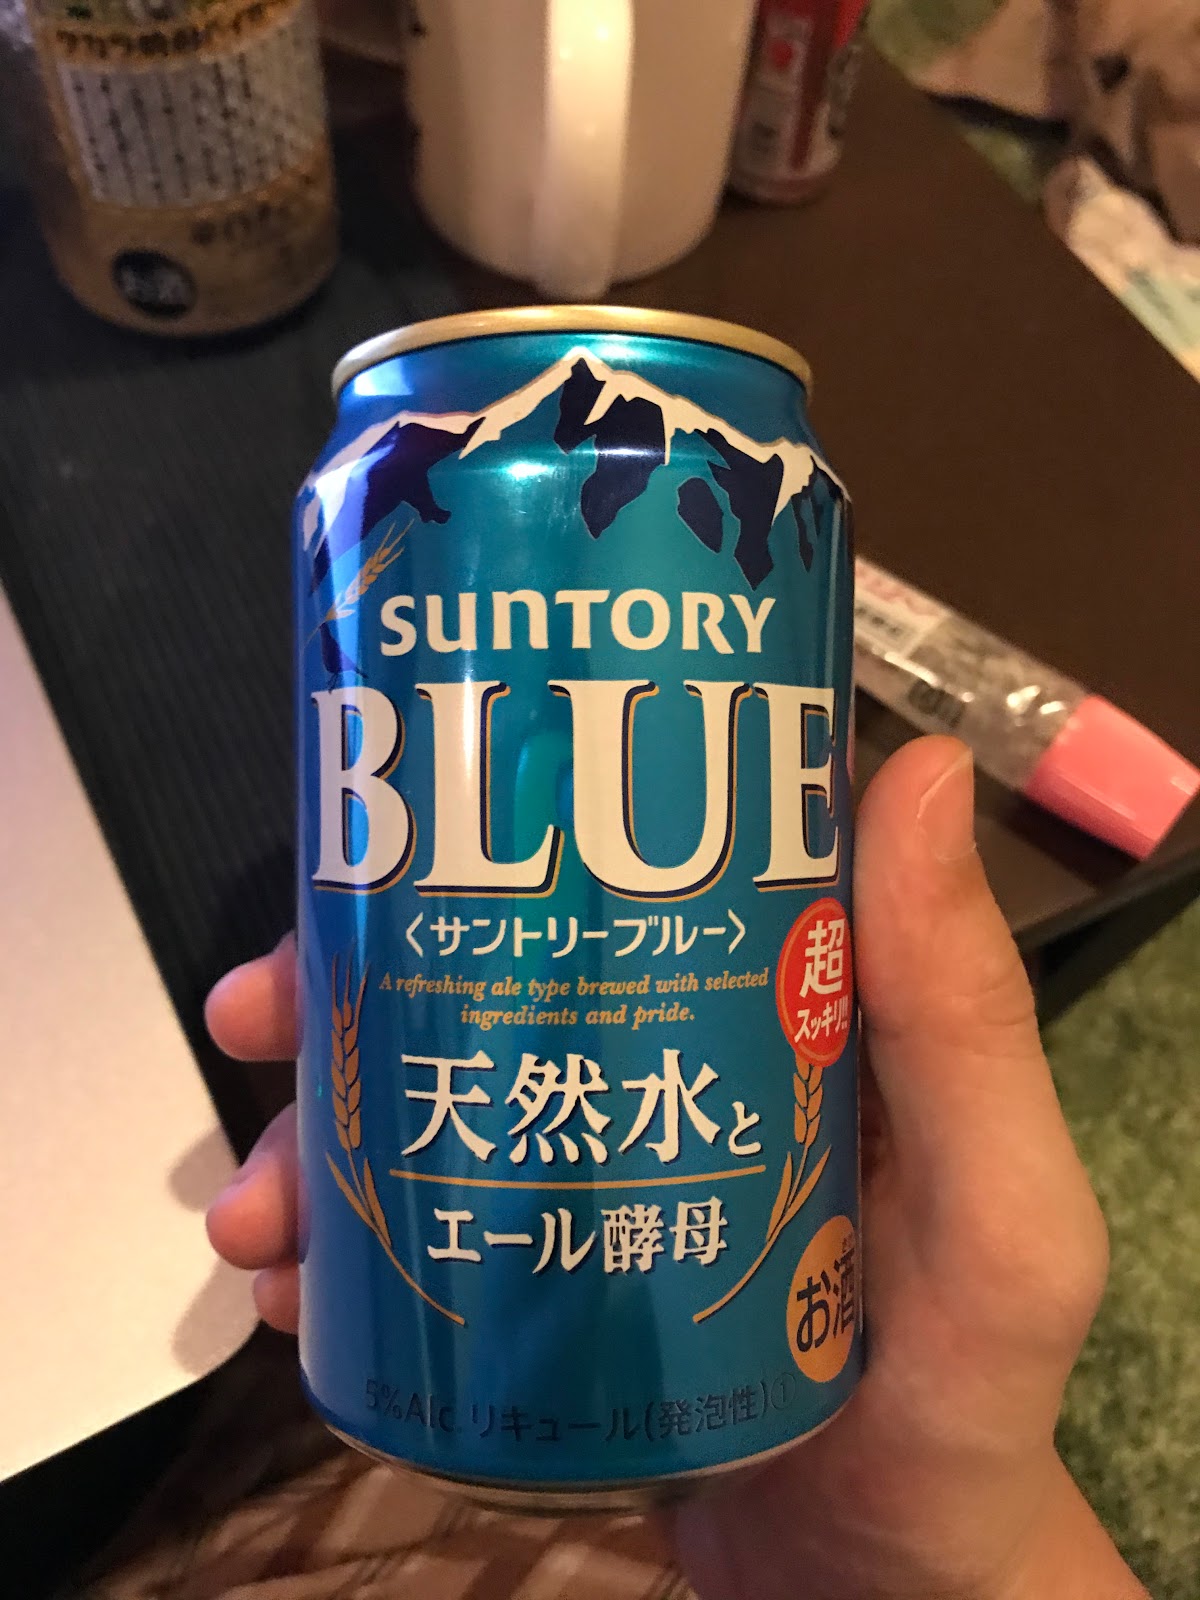 SUNTORY
BLUE
〈サントリーブルー〉
A refreshing ale type brewed with selected
ingredients and pride.
超
スッキリ!!
天然水と
エール酵母
お酒
5%Alc. リキュール(発泡性)①
お酒